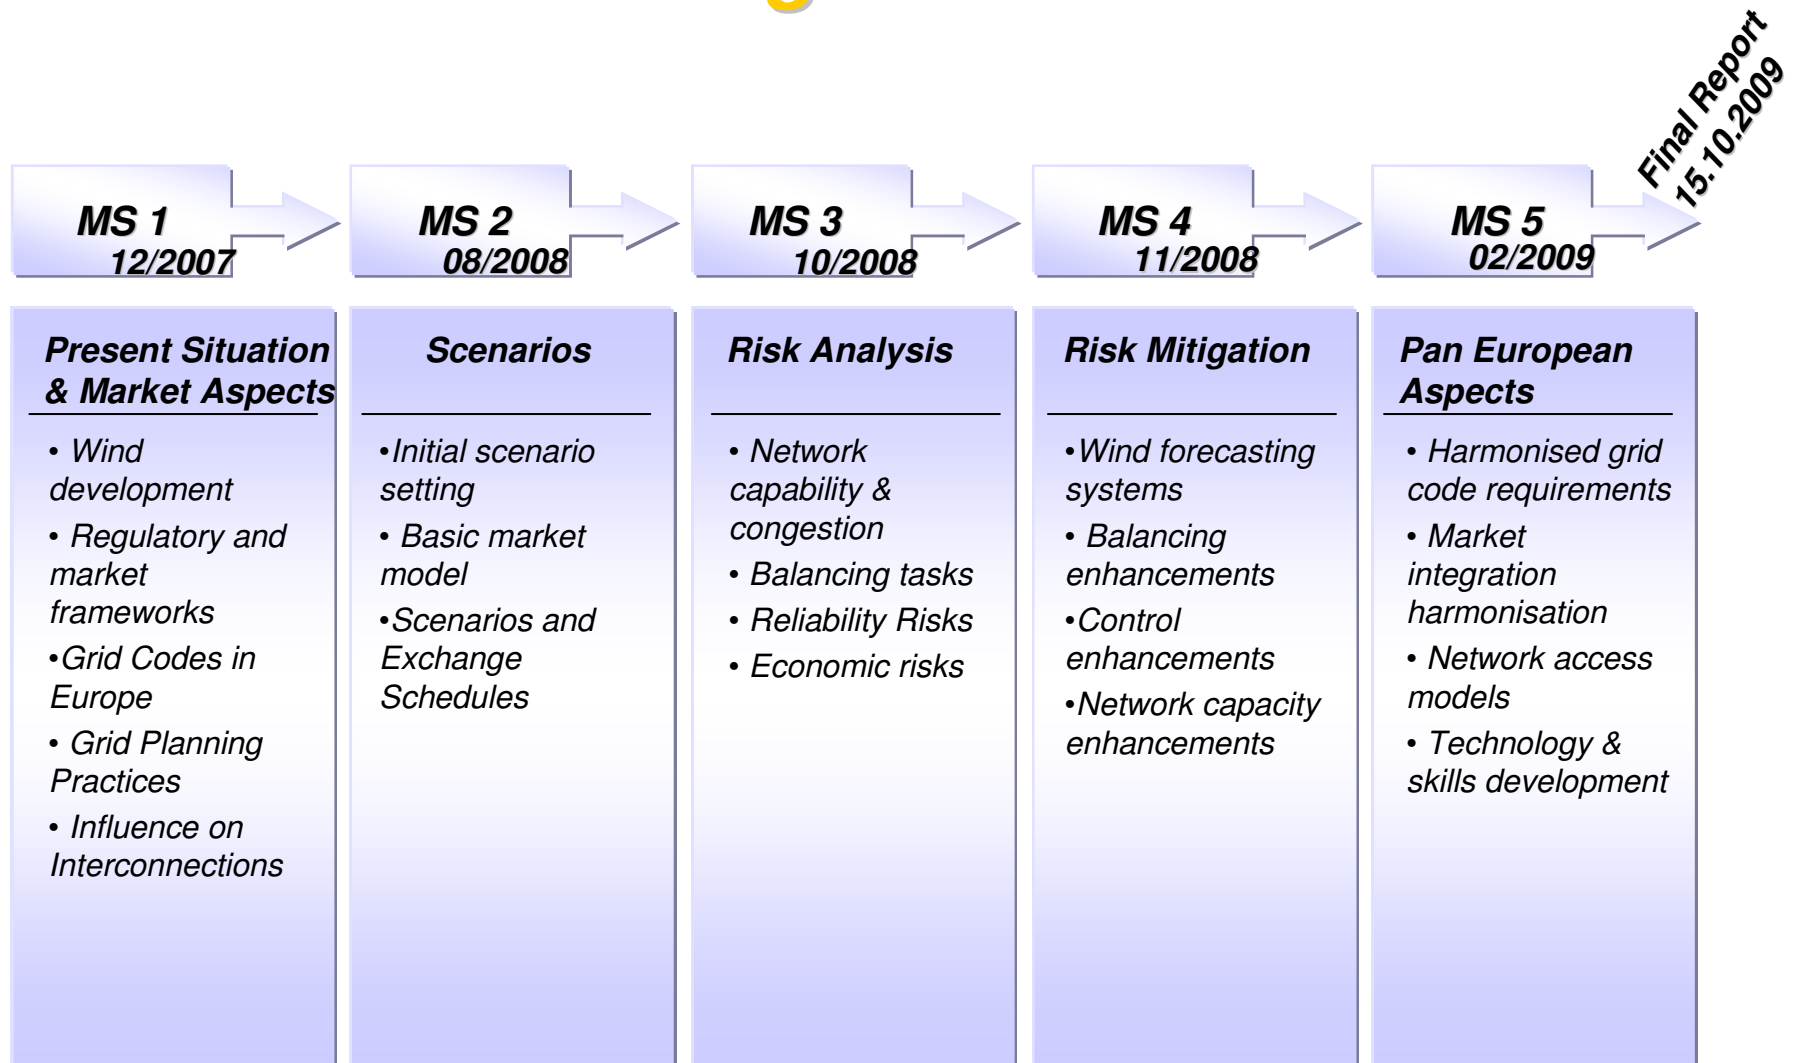 Final Report
15.10.2009
MS 1
12/2007
MS 2
08/2008
MS 3
10/2008
MS 4
11/2008
MS 5
02/2009
Present Situation
& Market Aspects
• Wind
development
• Regulatory and
market
frameworks
•Grid Codes in
Europe
• Grid Planning
Practices
• Influence on
Interconnections
Scenarios
•Initial scenario
setting
• Basic market
model
•Scenarios and
Exchange
Schedules
Risk Analysis
• Network
capability &
congestion
• Balancing tasks
• Reliability Risks
• Economic risks
Risk Mitigation
•Wind forecasting
systems
• Balancing
enhancements
•Control
enhancements
•Network capacity
enhancements
Pan European
Aspects
• Harmonised grid
code requirements
• Market
integration
harmonisation
• Network access
models
• Technology &
skills development